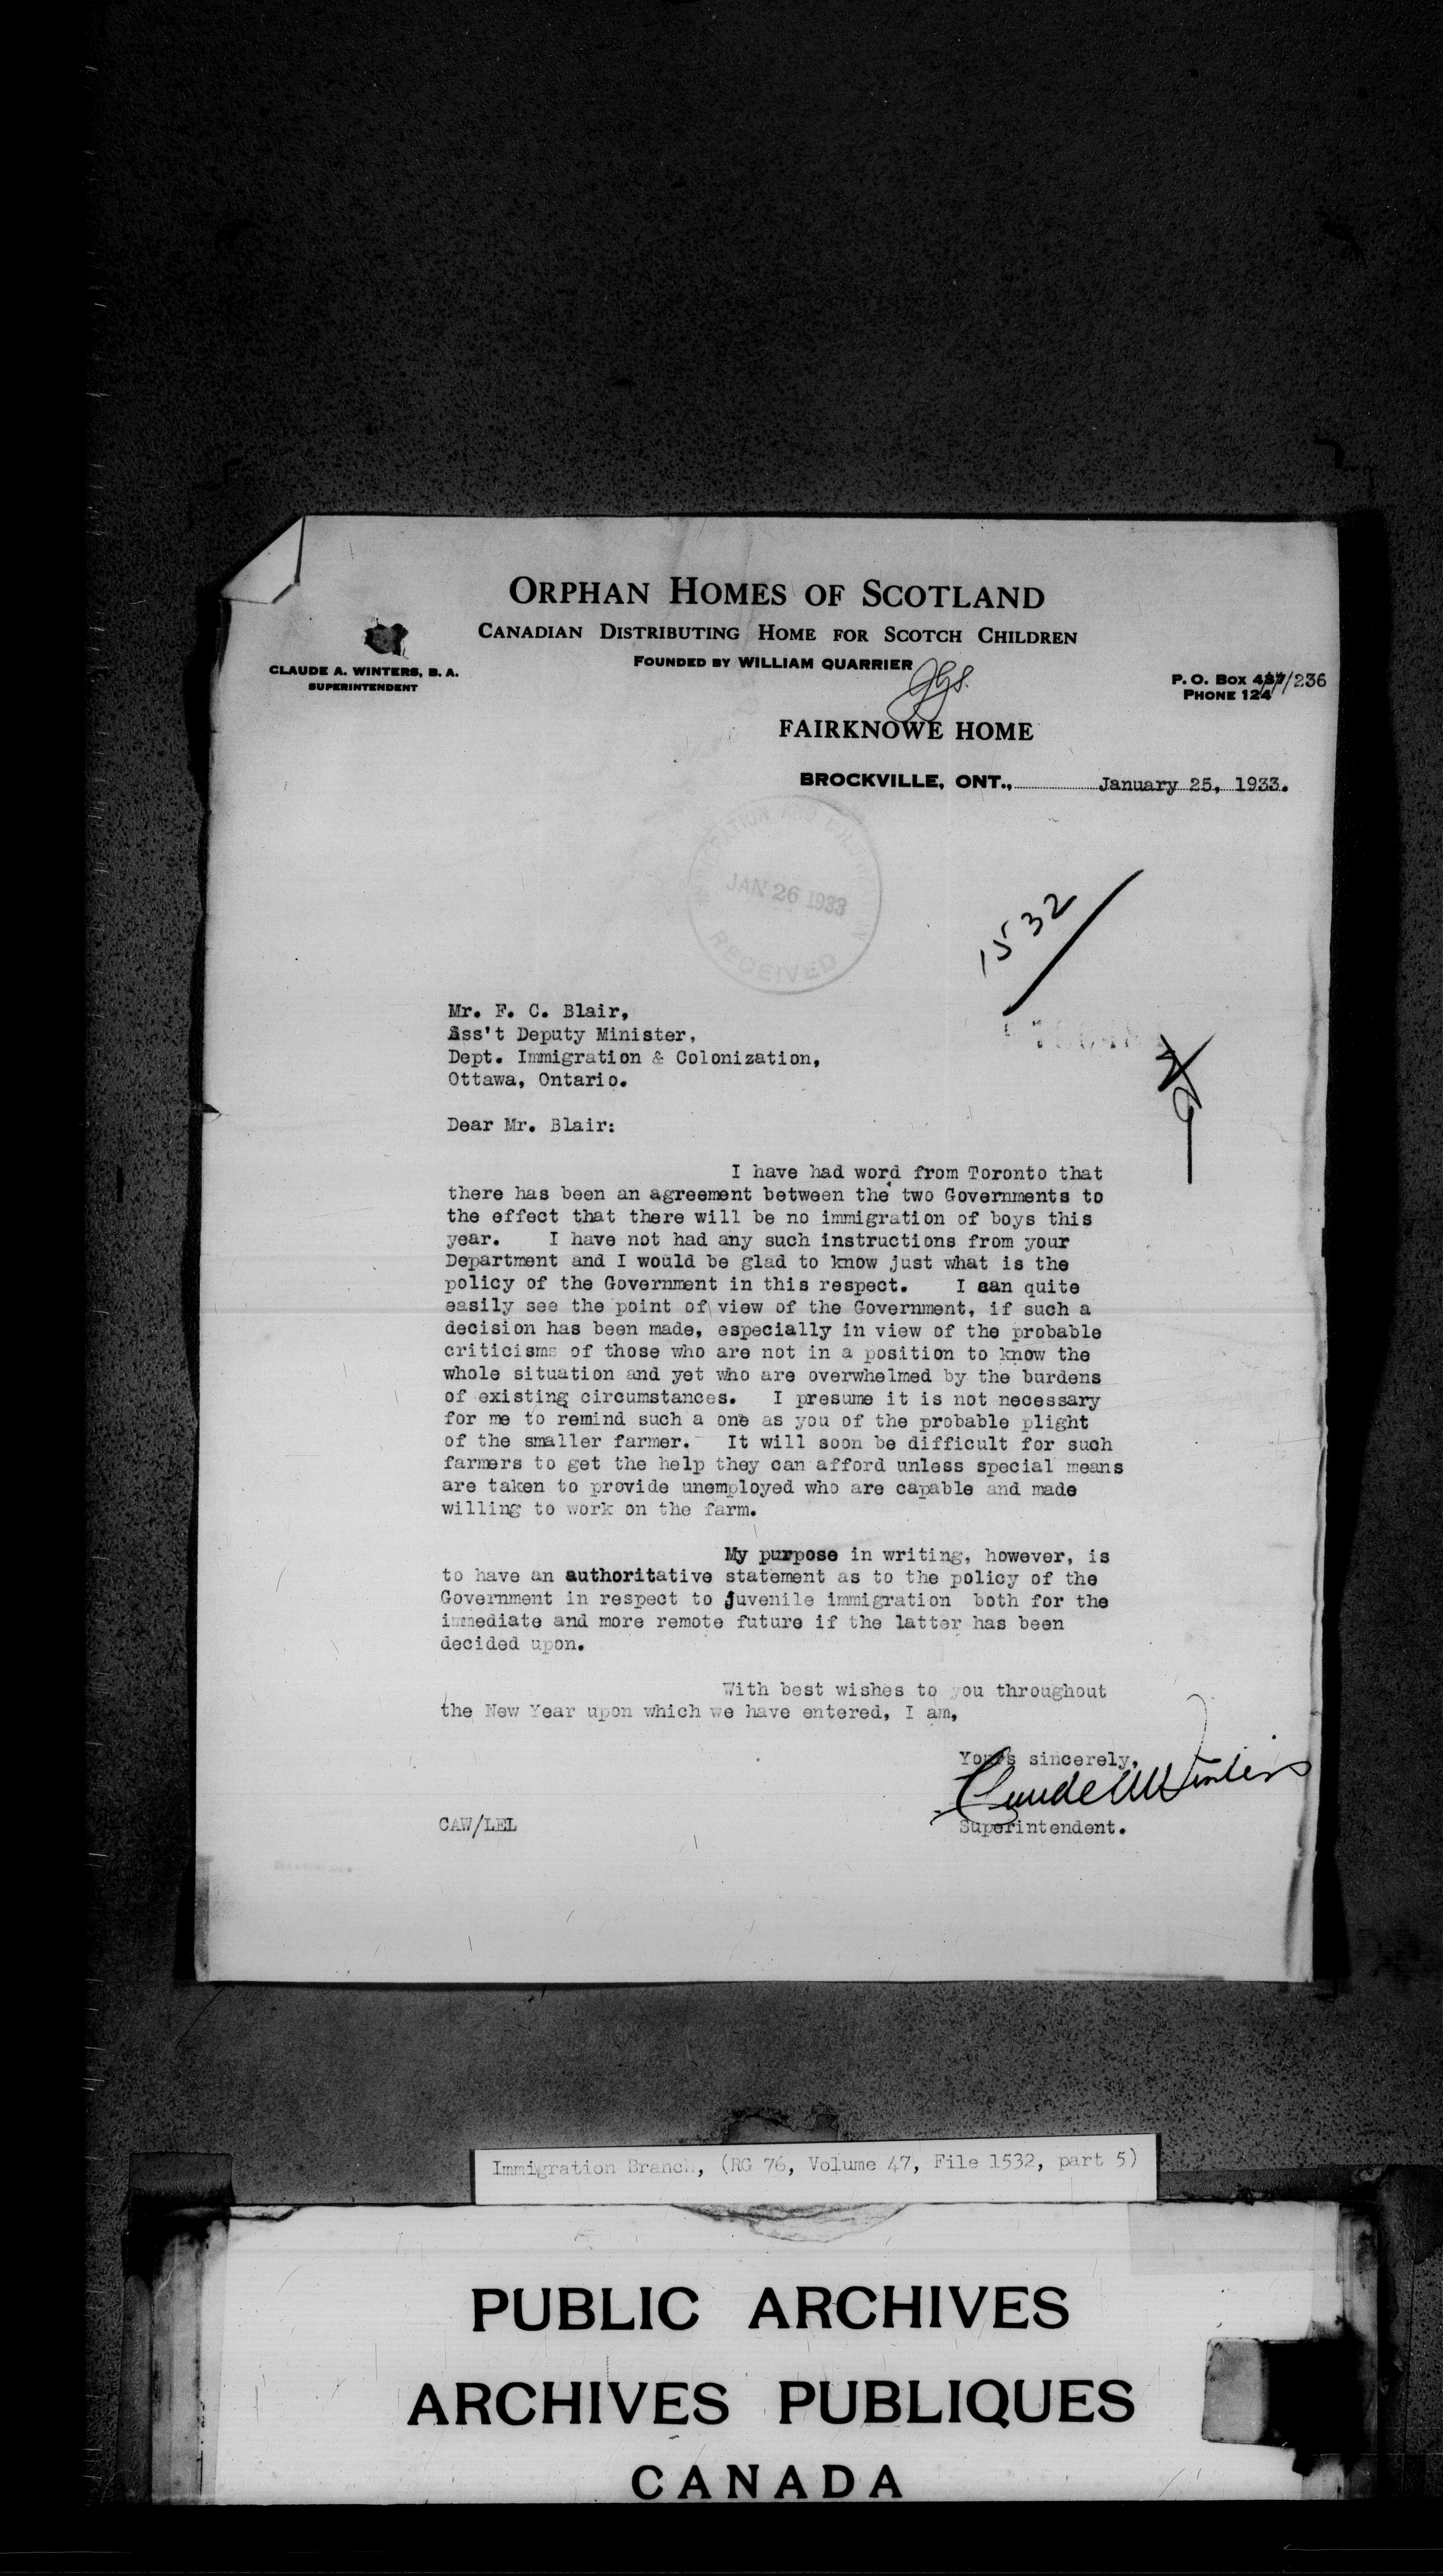 ORPHAN HOMES OF SCOTLAND
CANADIAN DISTRIBUTING HOME FOR SCOTCH CHILDREN
FOUNDED BY WILLIAM QUARRIER
CLAUDE A. WINTERS, B. A.
SUPERINTENDENT
P. O. BOX 437/236
PHONE 124
FAIRKNOWE HOME
BROCKVILLE, ONT., January 25, 1933.
JAN 26 1933
RECEIVED
1532
Mr. F. C. Blair,
Ass't Deputy Minister,
Dept. Immigration & Colonization,
Ottawa, Ontario.
Dear Mr. Blair:
I have had word from Toronto that
there has been an agreement between the two Governments to
the effect that there will be no immigration of boys this
year. I have not had any such instructions from your
Department and I would be glad to know just what is the
policy of the Government in this respect. I can quite
easily see the point of view of the Government, if such a
decision has been made, especially in view of the probable
criticisms of those who are not in a position to know the
whole situation and yet who are overwhelmed by the burdens
of existing circumstances. I presume it is not necessary
for me to remind such a one as you of the probable plight
of the smaller farmer. It will soon be difficult for such
farmers to get the help they can afford unless special means
are taken to provide unemployed who are capable and made
willing to work on the farm.
My purpose in writing, however, is
to have an authoritative statement as to the policy of the
Government in respect to juvenile immigration both for the
immediate and more remote future if the latter has been
decided upon.
With best wishes to you throughout
the New Year upon which we have entered, I am,
Yours sincerely,
Claude A Winters
Superintendent.
CAW/LEL
Immigration Branch, (RG 76, Volume 47, File 1532, part 5)
PUBLIC ARCHIVES
ARCHIVES PUBLIQUES
CANADA